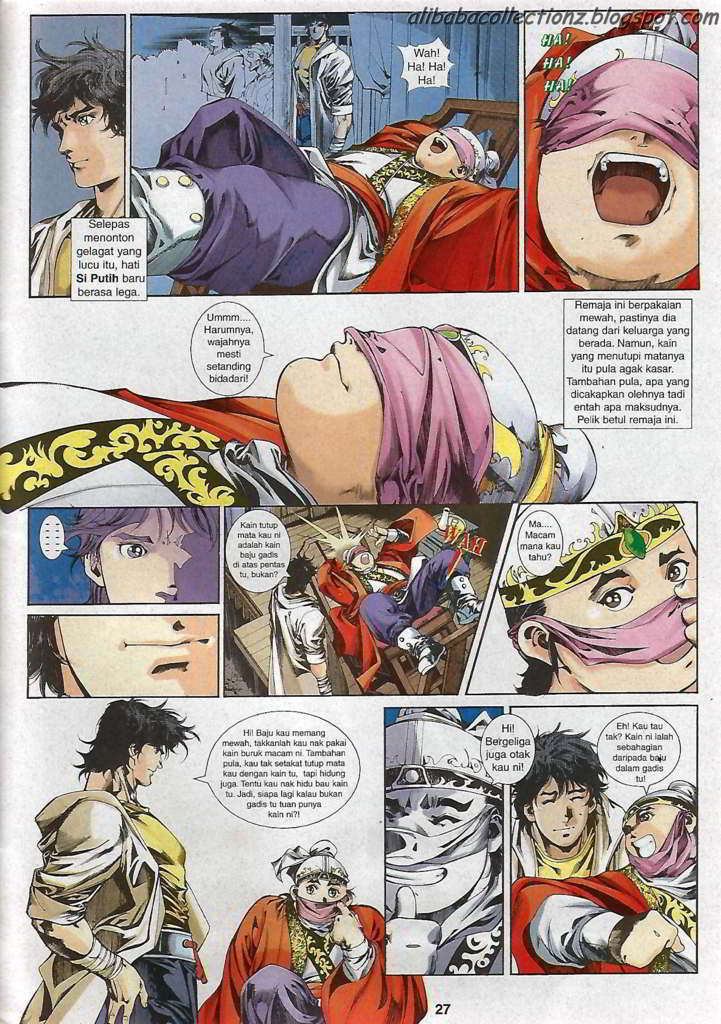 alibabacollectionz.blogspot.com
Wah!
Ha! Ha!
Ha!
HA!
HA!
HA!
Selepas
menonton
gelagat yang
lucu itu, hati
Si Putih baru
berasa lega.
Ummm....
Harumnya,
wajahnya
mesti
setanding
bidadari!
Remaja ini berpakaian
mewah, pastinya dia
datang dari keluarga yang
berada. Namun, kain
yang menutupi matanya
itu pula agak kasar.
Tambahan pula, apa yang
dicakapkan olehnya tadi
entah apa maksudnya.
Pelik betul remaja ini.
Kain tutup
mata kau ni
adalah kain
baju gadis
di atas pentas
tu, bukan?
WAH
Ma....
Macam
mana kau
tahu?
Hi! Baju kau memang
mewah, takkanlah kau nak pakai
kain buruk macam ni. Tambahan
pula, kau tak setakat tutup mata
kau dengan kain tu, tapi hidung
juga. Tentu kau nak hidu bau kain
tu. Jadi, siapa lagi kalau bukan
gadis tu tuan punya
kain ni?!
Hi!
Bergeliga
juga otak
kau ni!
Eh! Kau tau
tak? Kain ni ialah
sebahagian
daripada baju
dalam gadis
tu!
27